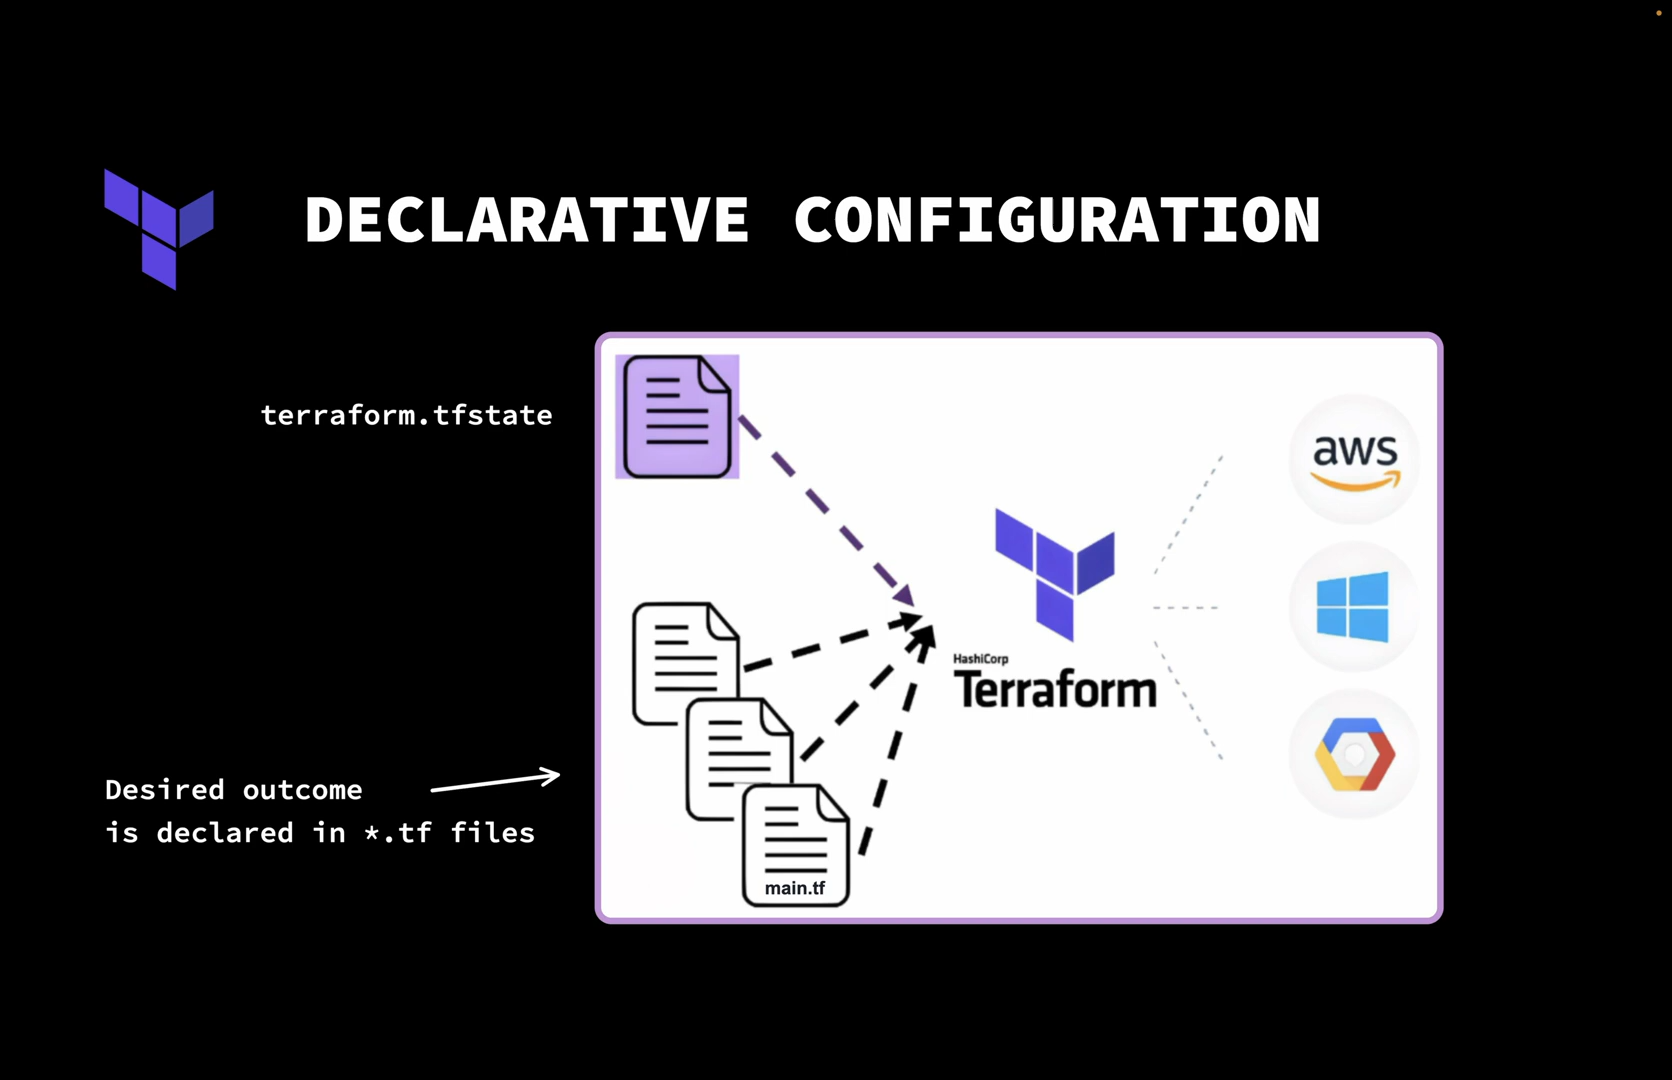 DECLARATIVE CONFIGURATION
terraform.tfstate
aws
HashiCorp
Terraform
Desired outcome
is declared in *.tf files
main.tf